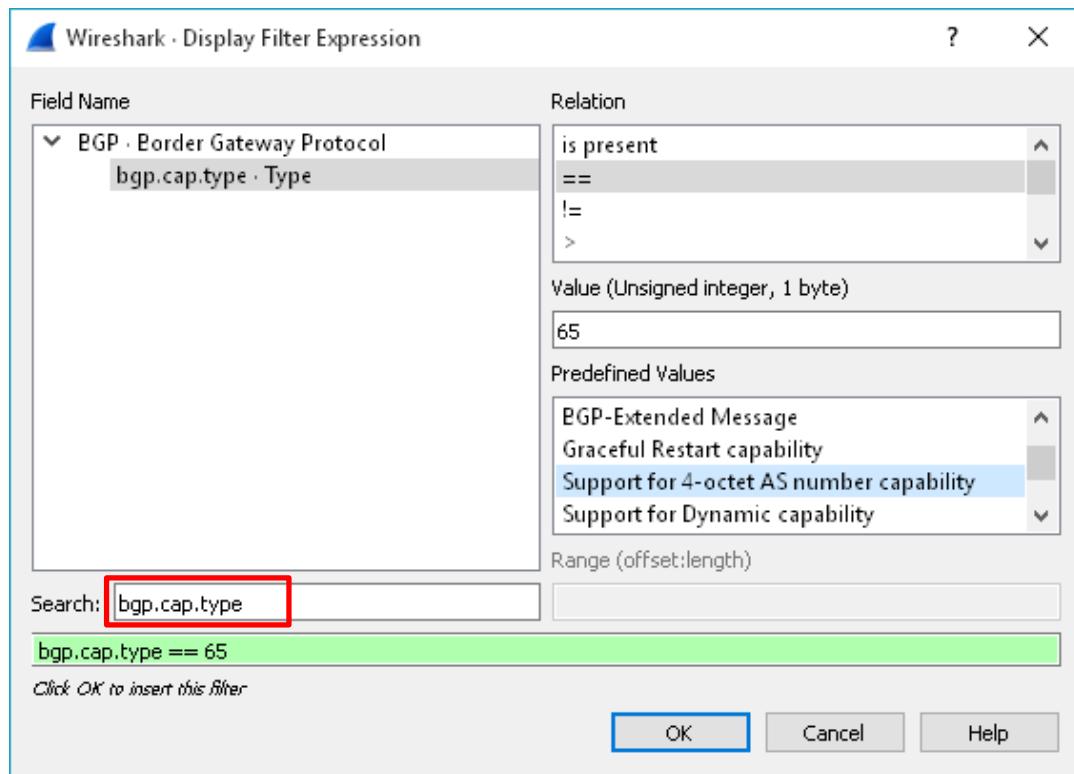 Wireshark · Display Filter Expression
?
Field Name
BGP · Border Gateway Protocol
bgp.cap.type · Type
Relation
is present
==
!=
>
Value (Unsigned integer, 1 byte)
65
Predefined Values
BGP-Extended Message
Graceful Restart capability
Support for 4-octet AS number capability
Support for Dynamic capability
Range (offset:length)
Search: bgp.cap.type
bgp.cap.type == 65
Click OK to insert this filter
OK
Cancel
Help